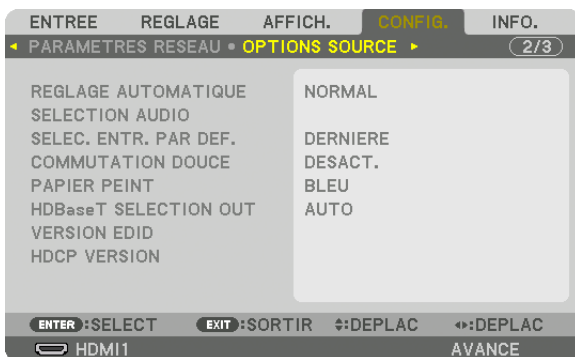 ENTREE REGLAGE AFFICH. CONFIG. INFO.
PARAMETRES RESEAU • OPTIONS SOURCE 2/3
REGLAGE AUTOMATIQUE NORMAL
SELECTION AUDIO
SELEC. ENTR. PAR DEF. DERNIERE
COMMUTATION DOUCE DESACT.
PAPIER PEINT BLEU
HDBaseT SELECTION OUT AUTO
VERSION EDID
HDCP VERSION
ENTER :SELECT EXIT :SORTIR :DEPLAC :DEPLAC
HDMI1 AVANCE